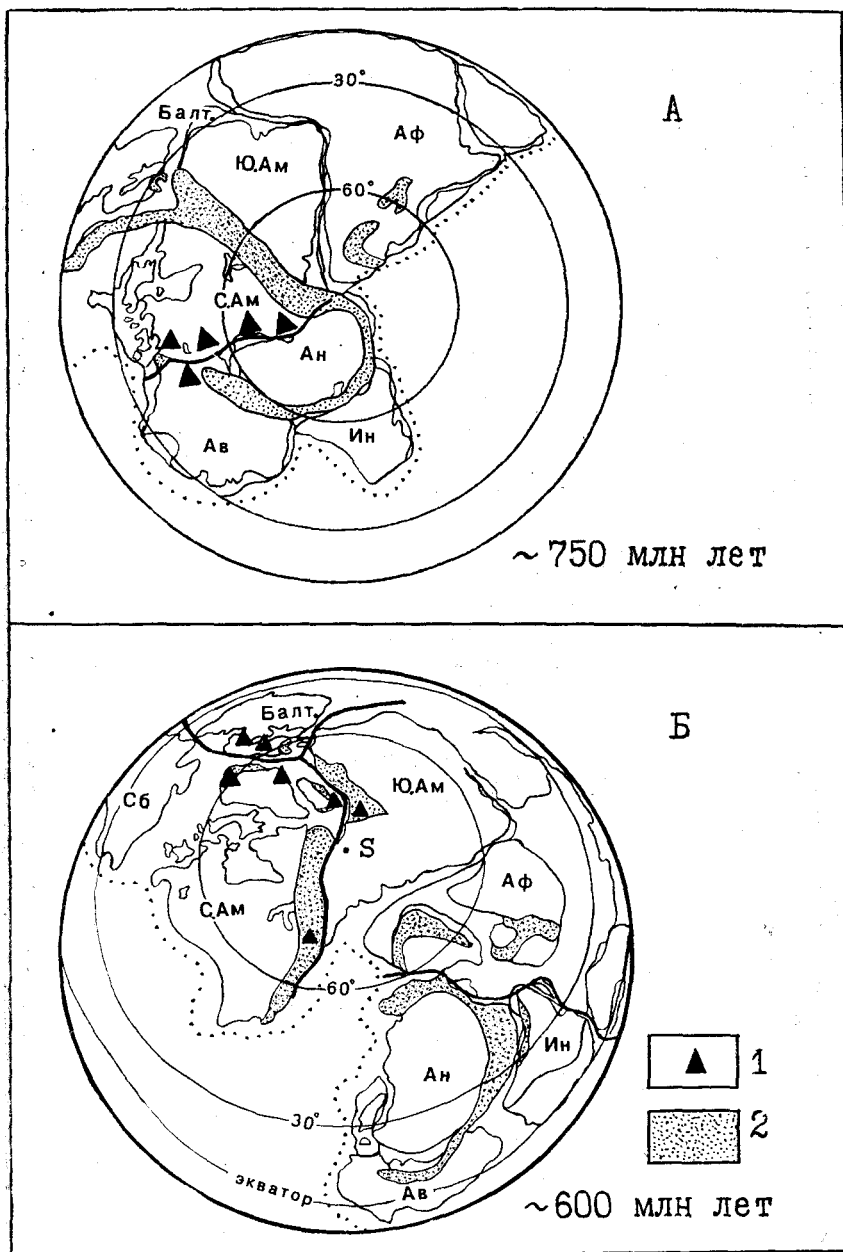 А
30°
Балт.
Аф
Ю.Ам
60°
С.Ам
Ан
Ав
Ин
~ 750 млн лет
Б
Балт.
Сб
Ю.Ам
S
Аф
С.Ам
60°
Ин
Ан
1
30°
2
экватор
Ав
~600 млн лет